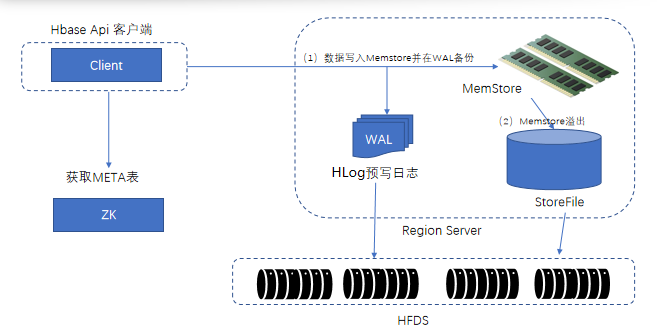 Hbase Api 客户端
Client
（1）数据写入Memstore并在WAL备份
MemStore
（2）Memstore溢出
WAL
HLog预写日志
获取META表
ZK
StoreFile
Region Server
HFDS